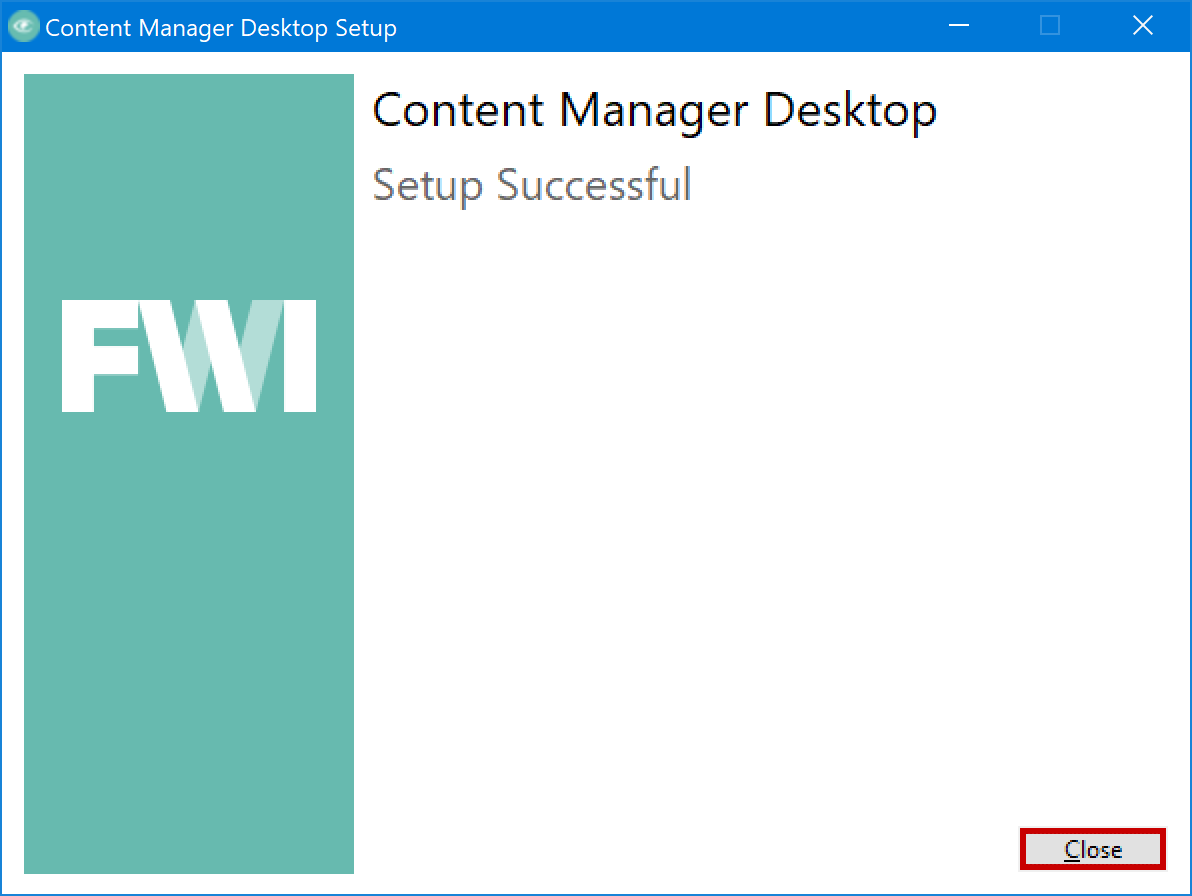 Content Manager Desktop Setup
Content Manager Desktop
Setup Successful
FWI
Close